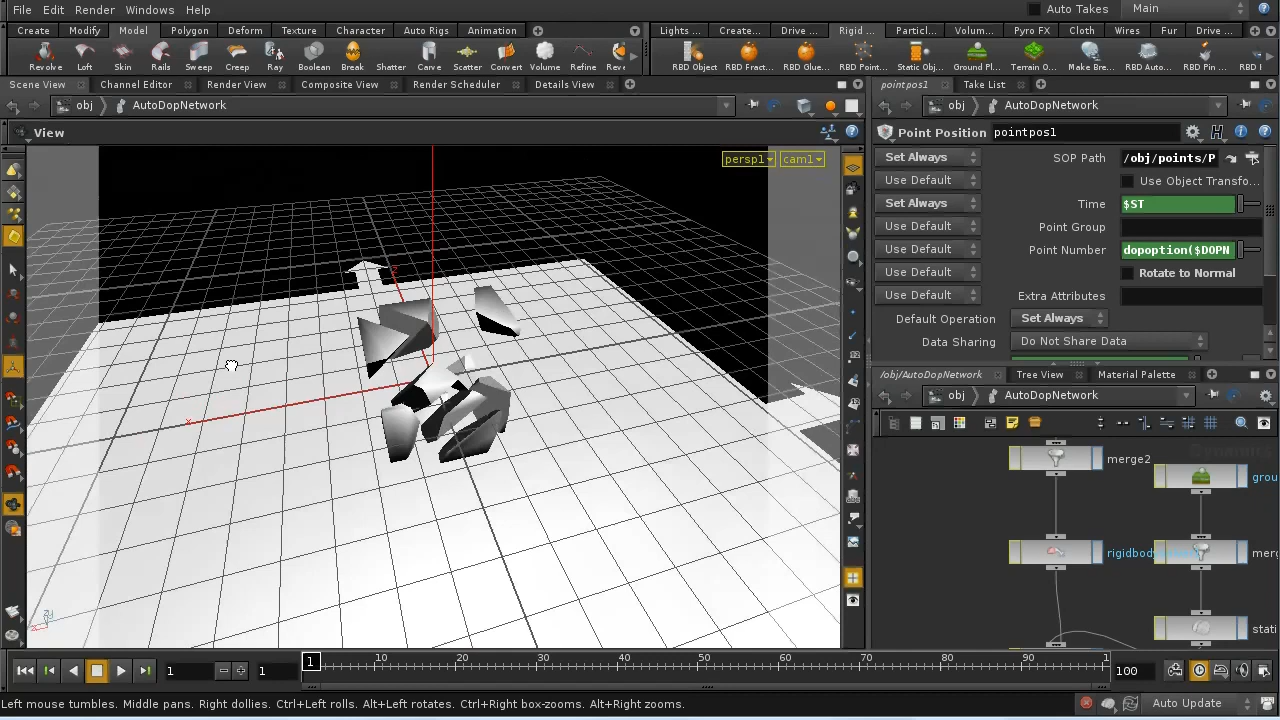 File Edit Render Windows Help
Auto Takes Main
Create Modify Model Polygon Deform Texture Character Auto Rigs Animation
Lights ... Create... Drive ... Rigid ... Particl... Volum... Pyro FX Cloth Wires Fur Drive ...
Revolve Loft Skin Rails Sweep Creep Ray Boolean Break Shatter Carve Scatter Convert Volume Refine Rev
RBD Object RBD Fract... RBD Glue... RBD Point... Static Obj... Ground Pl... Terrain O... Make Bre... RBD Auto... RBD Pin ... RBD I
Scene View Channel Editor Render View Composite View Render Scheduler Details View
pointpos1 Take List
obj AutoDopNetwork
obj AutoDopNetwork
View
Point Position pointpos1
persp1 cam1
Set Always SOP Path /obj/points/P
Use Default Use Object Transfo...
Set Always Time $ST
Use Default Point Group
Use Default Point Number dopoption($DOPN
Use Default Rotate to Normal
Use Default Extra Attributes
Default Operation Set Always
Data Sharing Do Not Share Data
/obj/AutoDopNetwork Tree View Material Palette
obj AutoDopNetwork
merge2
grou
rigidbody
mer
stati
z
x
1 1 1 10 20 30 40 50 60 70 80 90 1 100
Left mouse tumbles. Middle pans. Right dollies. Ctrl+Left rolls. Alt+Left rotates. Ctrl+Right box-zooms. Alt+Right zooms.
Auto Update